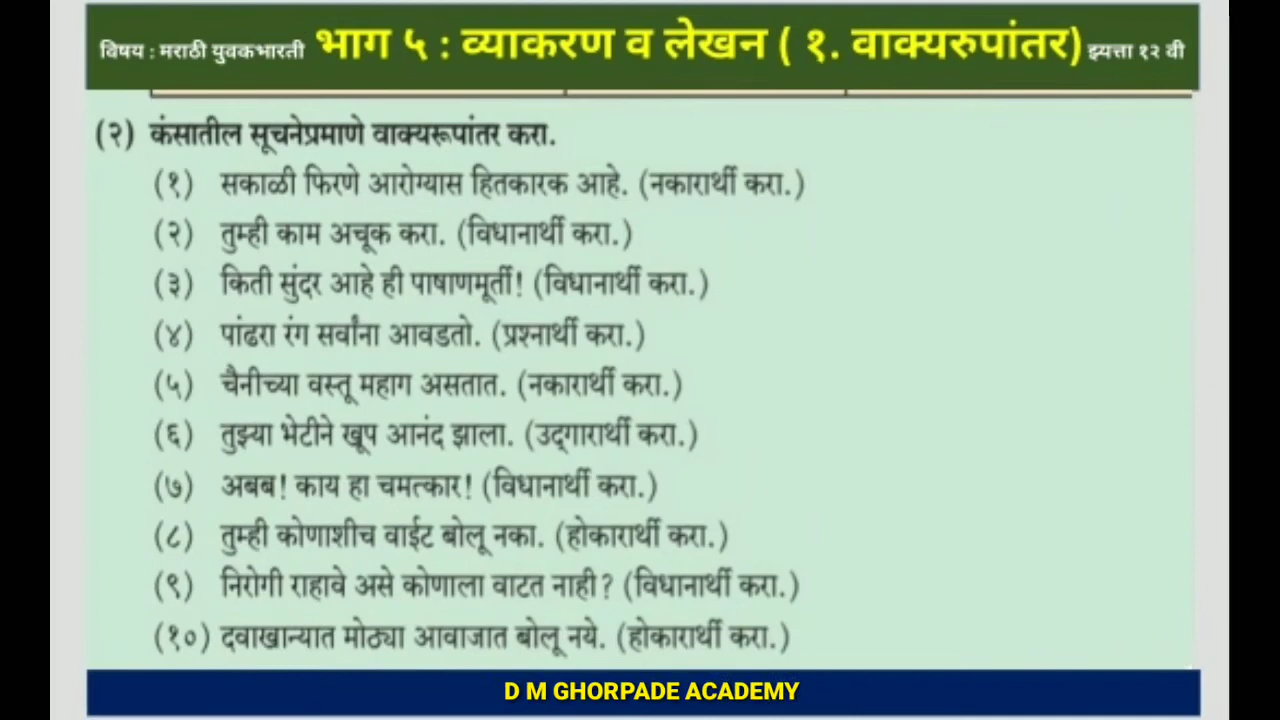 विषय : मराठी युवकभारती भाग ५ : व्याकरण व लेखन ( १. वाक्यरुपांतर) इयत्ता १२ वी
(२) कंसातील सूचनेप्रमाणे वाक्यरूपांतर करा.
(१) सकाळी फिरणे आरोग्यास हितकारक आहे. (नकारार्थी करा.)
(२) तुम्ही काम अचूक करा. (विधानार्थी करा.)
(३) किती सुंदर आहे ही पाषाणमूर्ती! (विधानार्थी करा.)
(४) पांढरा रंग सर्वांना आवडतो. (प्रश्नार्थी करा.)
(५) चैनीच्या वस्तू महाग असतात. (नकारार्थी करा.)
(६) तुझ्या भेटीने खूप आनंद झाला. (उद्‌गारार्थी करा.)
(७) अबब! काय हा चमत्कार! (विधानार्थी करा.)
(८) तुम्ही कोणाशीच वाईट बोलू नका. (होकारार्थी करा.)
(९) निरोगी राहावे असे कोणाला वाटत नाही? (विधानार्थी करा.)
(१०) दवाखान्यात मोठ्या आवाजात बोलू नये. (होकारार्थी करा.)
D M GHORPADE ACADEMY